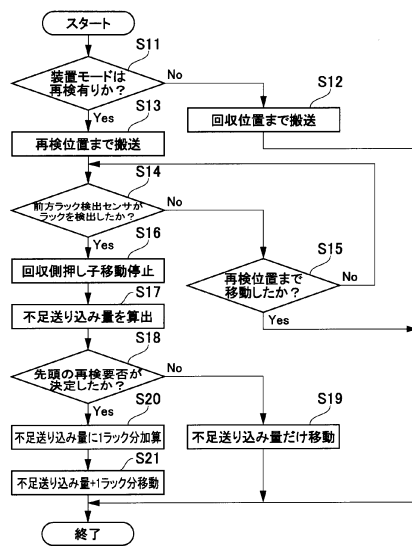 スタート
S11
装置モードは
再検有りか？
No
S12
回収位置まで搬送
Yes
S13
再検位置まで搬送
S14
前方ラック検出センサが
ラックを検出したか？
No
Yes
S15
再検位置まで
移動したか？
No
Yes
S16
回収側押し子移動停止
S17
不足送り込み量を算出
S18
先頭の再検要否が
決定したか？
No
Yes
S19
不足送り込み量だけ移動
S20
不足送り込み量に1ラック分加算
S21
不足送り込み量+1ラック分移動
終了